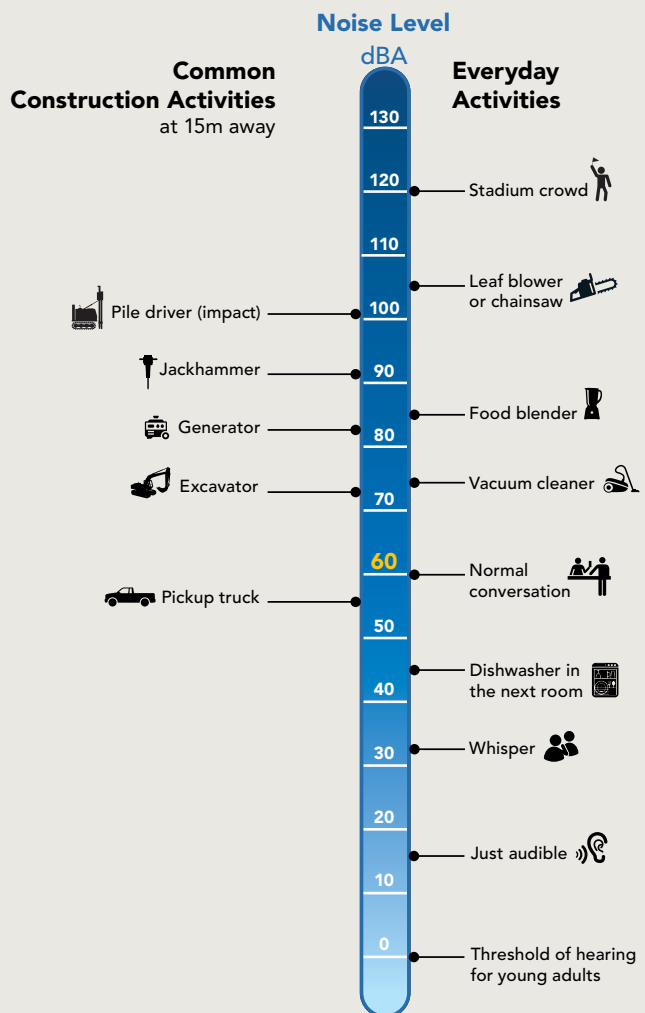 Noise Level
dBA
Common
Construction Activities
at 15m away
Everyday
Activities
130
120
Stadium crowd
110
Leaf blower
or chainsaw
Pile driver (impact)
100
Jackhammer
90
Food blender
Generator
80
Vacuum cleaner
Excavator
70
60
Normal
conversation
Pickup truck
50
Dishwasher in
the next room
40
Whisper
30
20
Just audible
10
0
Threshold of hearing
for young adults